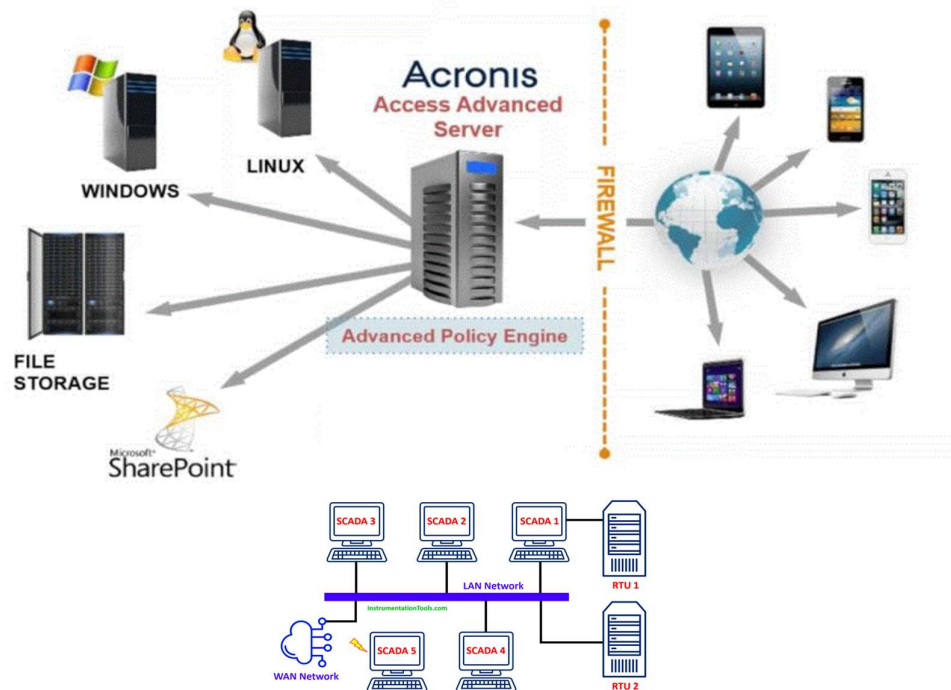 Acronis
Access Advanced
Server
WINDOWS
LINUX
FIREWALL
FILE
STORAGE
Advanced Policy Engine
Microsoft®
SharePoint
SCADA 3
SCADA 2
SCADA 1
RTU 1
LAN Network
InstrumentationTools.com
WAN Network
SCADA 5
SCADA 4
RTU 2